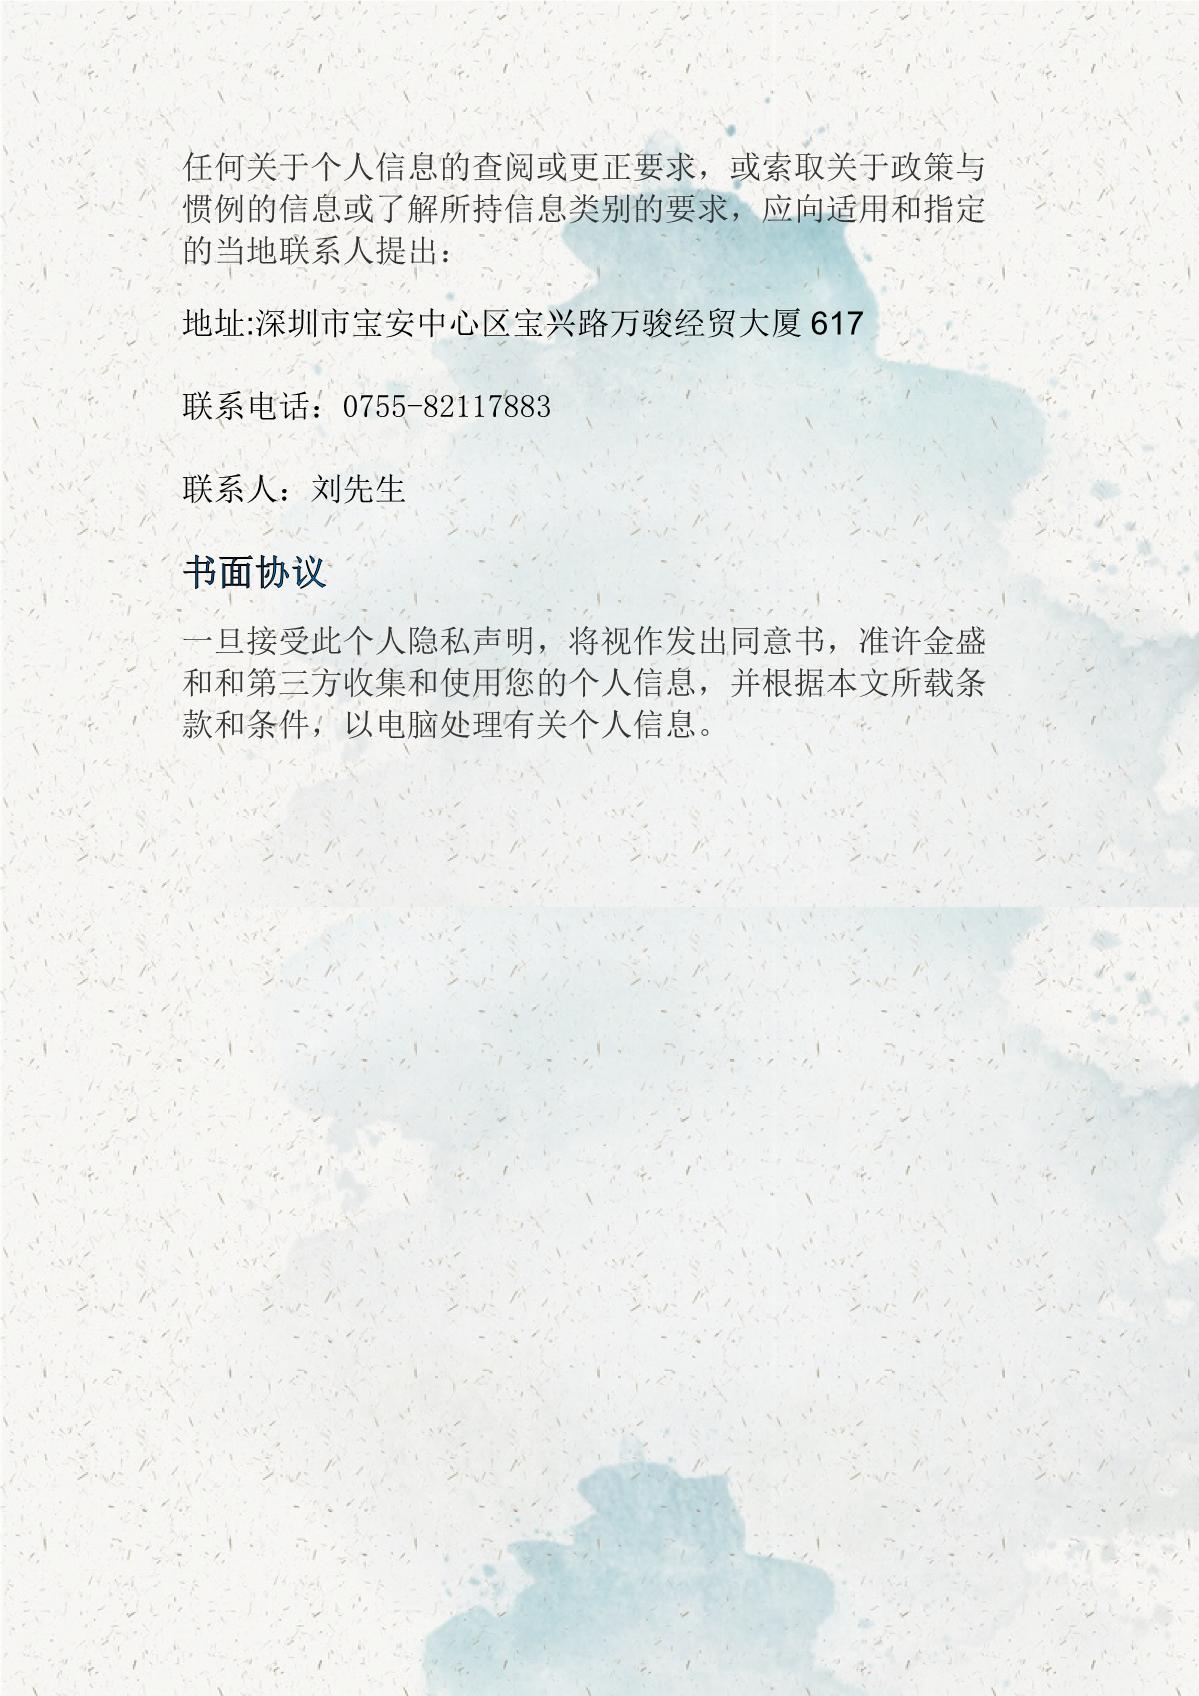 任何关于个人信息的查阅或更正要求，或索取关于政策与
惯例的信息或了解所持信息类别的要求，应向适用和指定
的当地联系人提出：
地址:深圳市宝安中心区宝兴路万骏经贸大厦 617
联系电话：0755-82117883
联系人：刘先生
书面协议
一旦接受此个人隐私声明，将视作发出同意书，准许金盛
和和第三方收集和使用您的个人信息，并根据本文所载条
款和条件，以电脑处理有关个人信息。